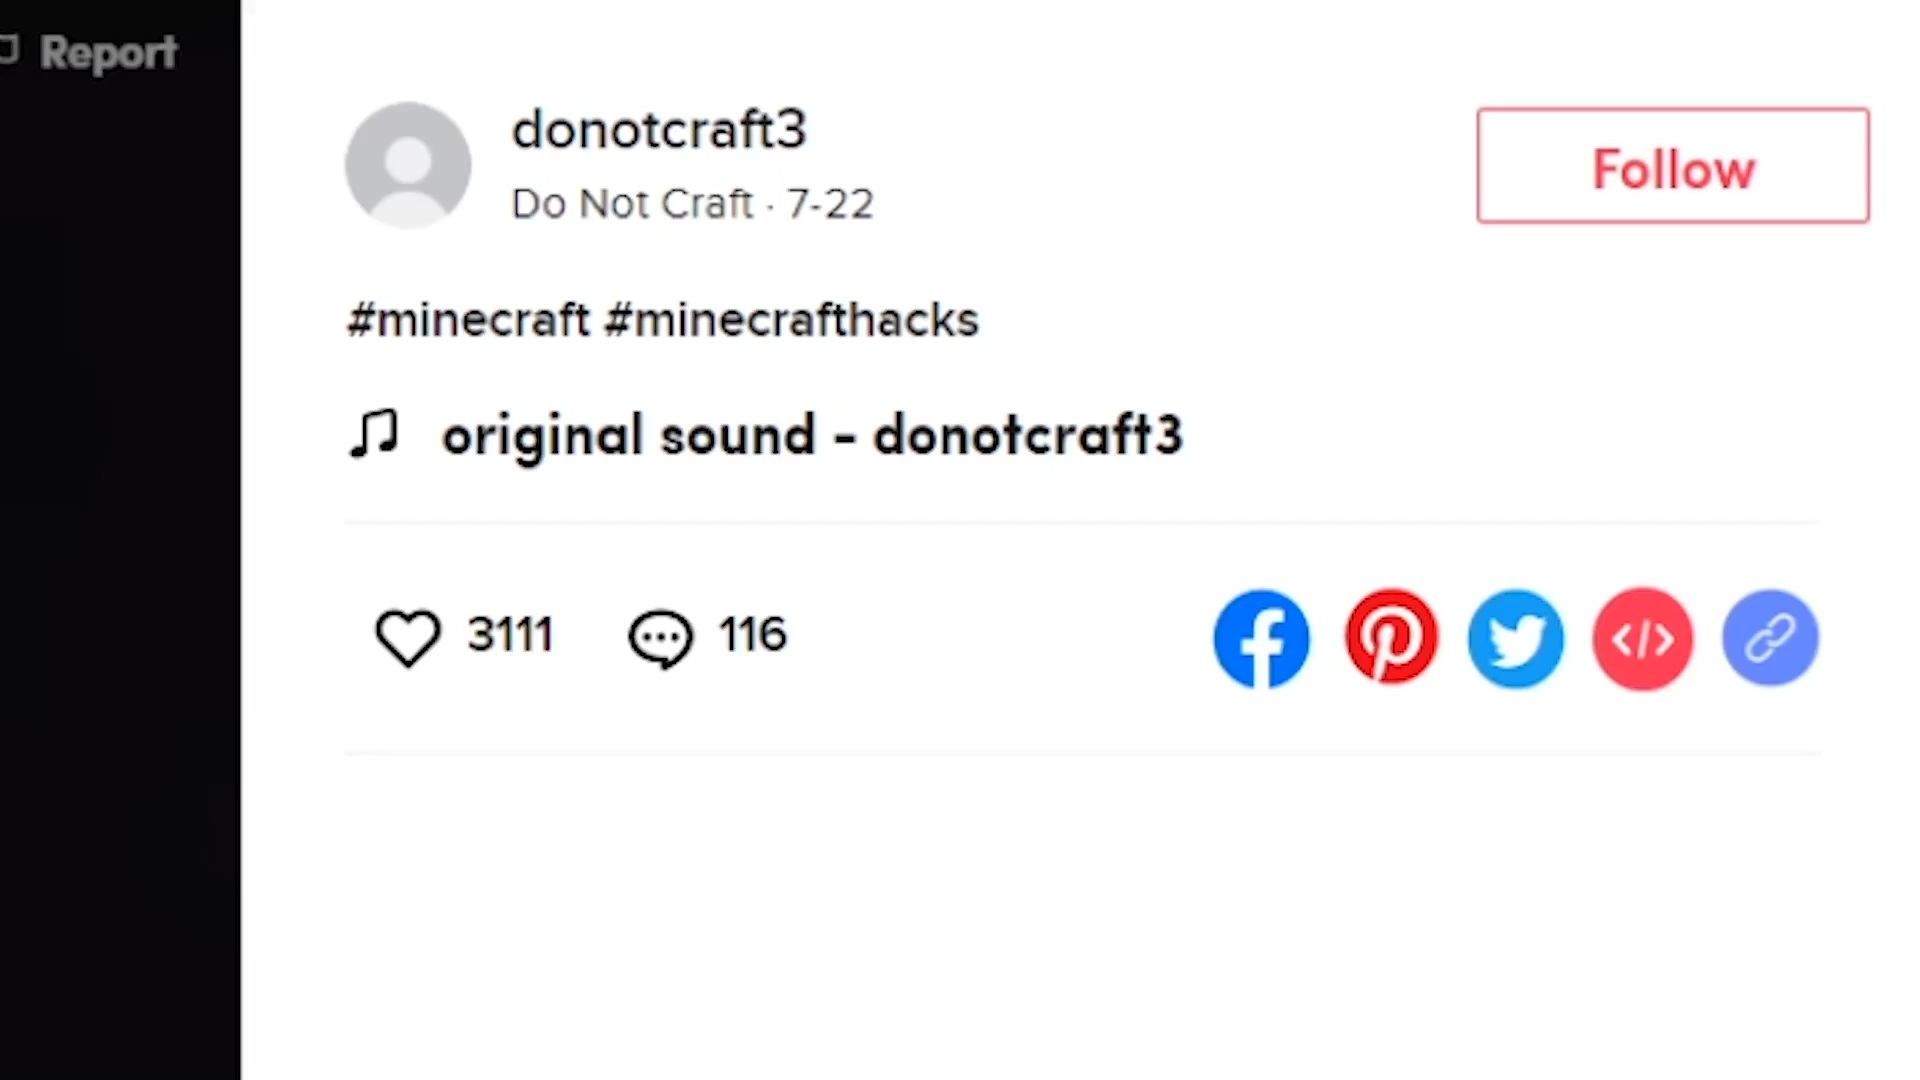 Report
donotcraft3
Do Not Craft · 7-22
Follow
#minecraft #minecrafthacks
original sound - donotcraft3
3111
116